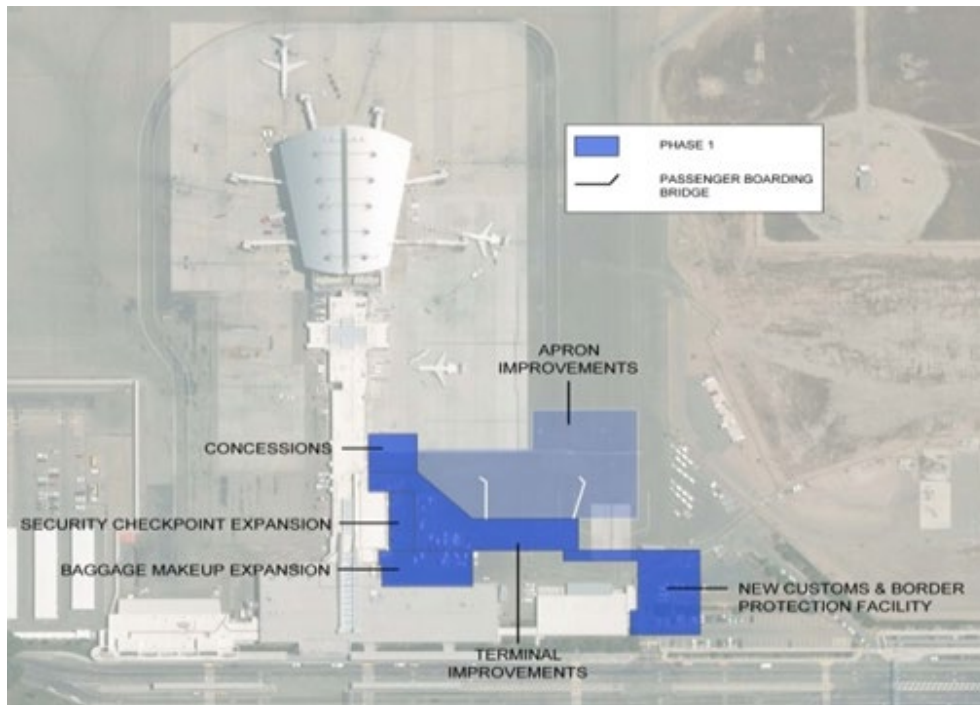 PHASE 1
PASSENGER BOARDING
BRIDGE
APRON
IMPROVEMENTS
CONCESSIONS
SECURITY CHECKPOINT EXPANSION
BAGGAGE MAKEUP EXPANSION
NEW CUSTOMS & BORDER
PROTECTION FACILITY
TERMINAL
IMPROVEMENTS